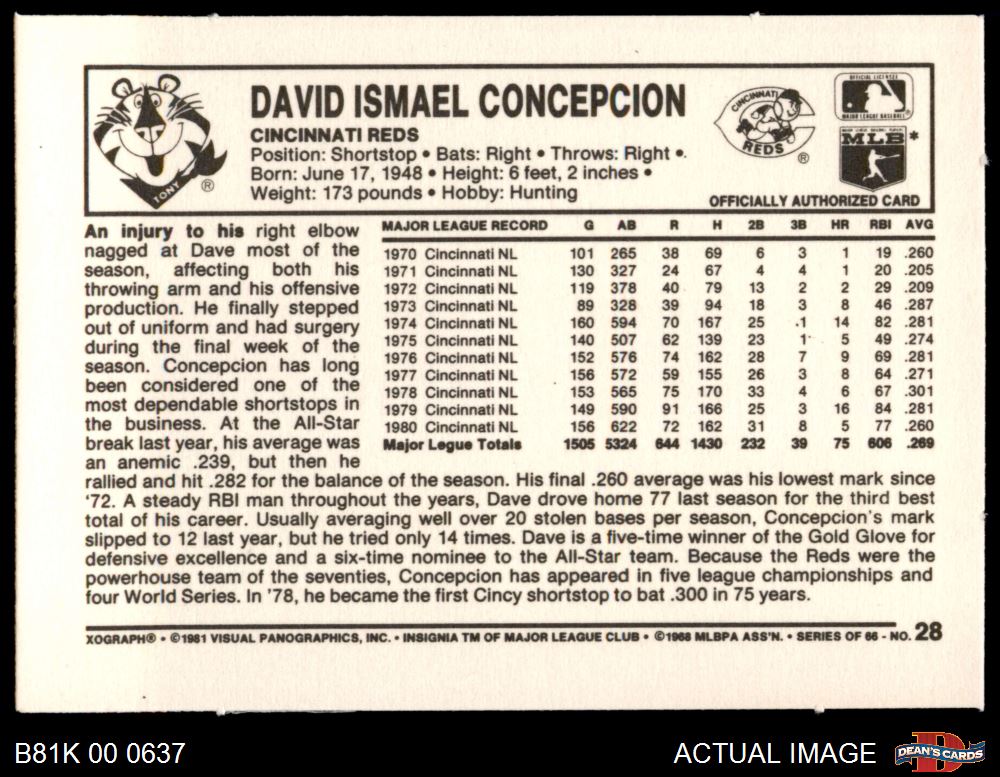 TONY
®
DAVID ISMAEL CONCEPCION
CINCINNATI REDS
Position: Shortstop • Bats: Right • Throws: Right •
Born: June 17, 1948 • Height: 6 feet, 2 inches •
Weight: 173 pounds • Hobby: Hunting
CINCINNATI
REDS
®
OFFICIAL LICENSEE
MAJOR LEAGUE BASEBALL
MLB *
OFFICIALLY AUTHORIZED CARD
An injury to his right elbow
nagged at Dave most of the
season, affecting both his
throwing arm and his offensive
production. He finally stepped
out of uniform and had surgery
during the final week of the
season. Concepcion has long
been considered one of the
most dependable shortstops in
the business. At the All-Star
break last year, his average was
an anemic .239, but then he
rallied and hit .282 for the balance of the season. His final .260 average was his lowest mark since
'72. A steady RBI man throughout the years, Dave drove home 77 last season for the third best
total of his career. Usually averaging well over 20 stolen bases per season, Concepcion's mark
slipped to 12 last year, but he tried only 14 times. Dave is a five-time winner of the Gold Glove for
defensive excellence and a six-time nominee to the All-Star team. Because the Reds were the
powerhouse team of the seventies, Concepcion has appeared in five league championships and
four World Series. In '78, he became the first Cincy shortstop to bat .300 in 75 years.
MAJOR LEAGUE RECORD G AB R H 2B 3B HR RBI AVG
1970 Cincinnati NL 101 265 38 69 6 3 1 19 .260
1971 Cincinnati NL 130 327 24 67 4 4 1 20 .205
1972 Cincinnati NL 119 378 40 79 13 2 2 29 .209
1973 Cincinnati NL 89 328 39 94 18 3 8 46 .287
1974 Cincinnati NL 160 594 70 167 25 1 14 82 .281
1975 Cincinnati NL 140 507 62 139 23 1 5 49 .274
1976 Cincinnati NL 152 576 74 162 28 7 9 69 .281
1977 Cincinnati NL 156 572 59 155 26 3 8 64 .271
1978 Cincinnati NL 153 565 75 170 33 4 6 67 .301
1979 Cincinnati NL 149 590 91 166 25 3 16 84 .281
1980 Cincinnati NL 156 622 72 162 31 8 5 77 .260
Major Legue Totals 1505 5324 644 1430 232 39 75 606 .269
XOGRAPH® • ©1981 VISUAL PANOGRAPHICS, INC. • INSIGNIA TM OF MAJOR LEAGUE CLUB • ©1968 MLBPA ASS'N. • SERIES OF 66 - NO. 28
B81K 00 0637
ACTUAL IMAGE
DEAN'S CARDS